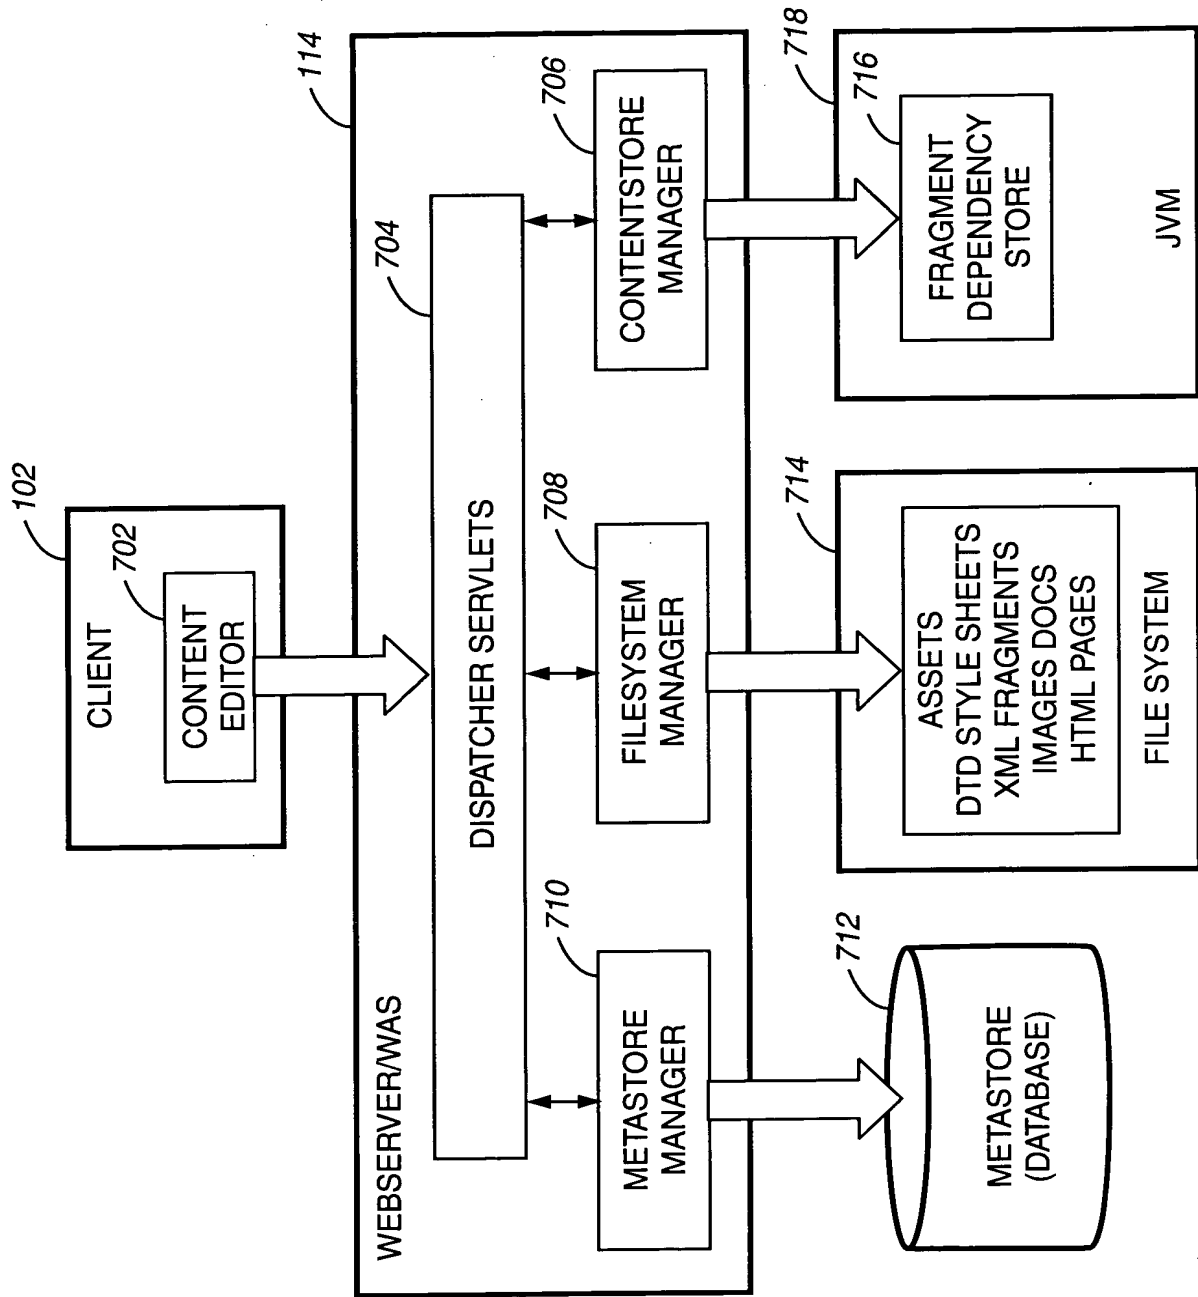 102
CLIENT
702
CONTENT
EDITOR
114
WEBSERVER/WAS
704
DISPATCHER SERVLETS
710
METASTORE
MANAGER
708
FILESYSTEM
MANAGER
706
CONTENTSTORE
MANAGER
712
METASTORE
(DATABASE)
714
ASSETS
DTD STYLE SHEETS
XML FRAGMENTS
IMAGES DOCS
HTML PAGES
FILE SYSTEM
718
716
FRAGMENT
DEPENDENCY
STORE
JVM